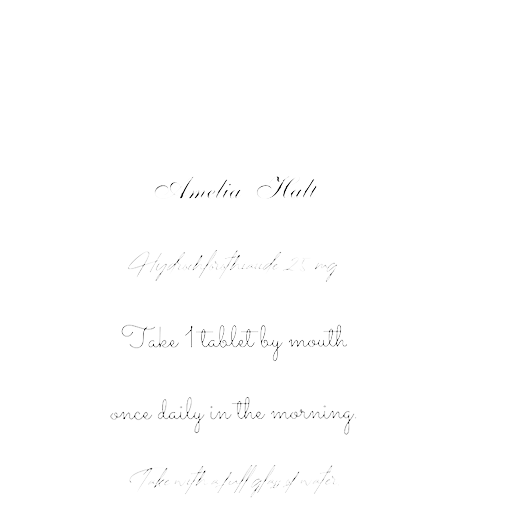 Amelia Halt
Hydrochlorothiazide 25 mg
Take 1 tablet by mouth
once daily in the morning.
Take with a full glass of water